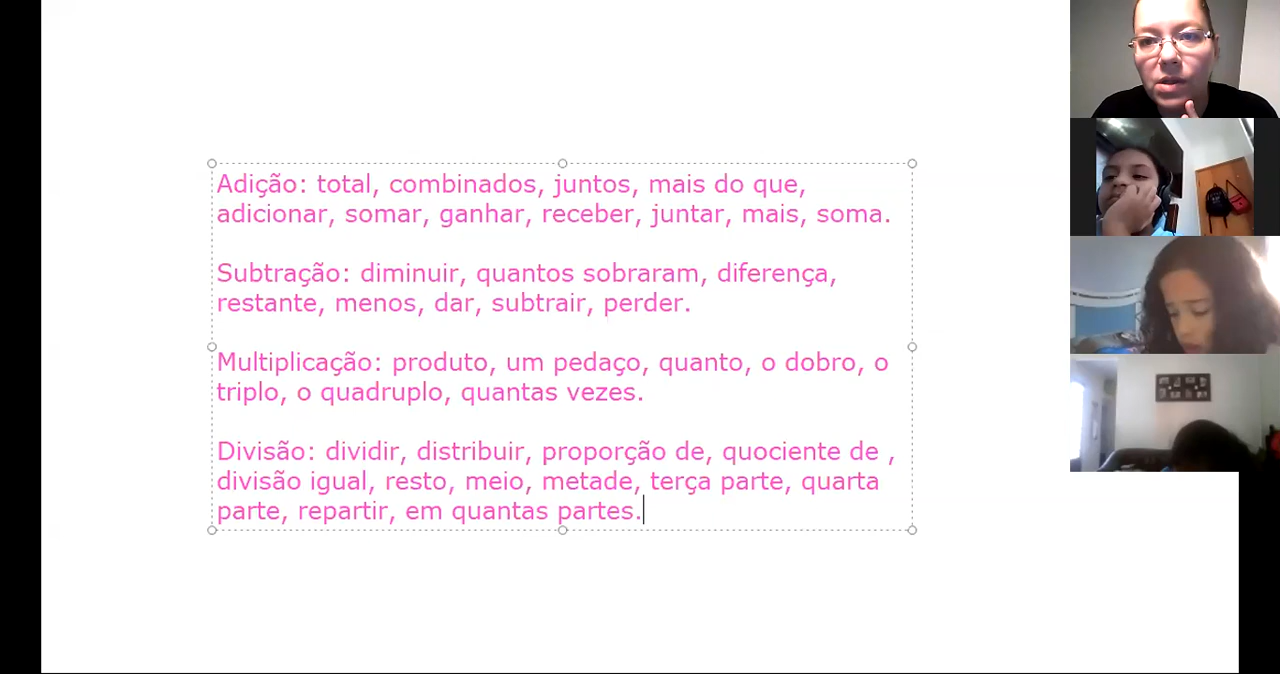 Adição: total, combinados, juntos, mais do que,
adicionar, somar, ganhar, receber, juntar, mais, soma.
Subtração: diminuir, quantos sobraram, diferença,
restante, menos, dar, subtrair, perder.
Multiplicação: produto, um pedaço, quanto, o dobro, o
triplo, o quadruplo, quantas vezes.
Divisão: dividir, distribuir, proporção de, quociente de ,
divisão igual, resto, meio, metade, terça parte, quarta
parte, repartir, em quantas partes.